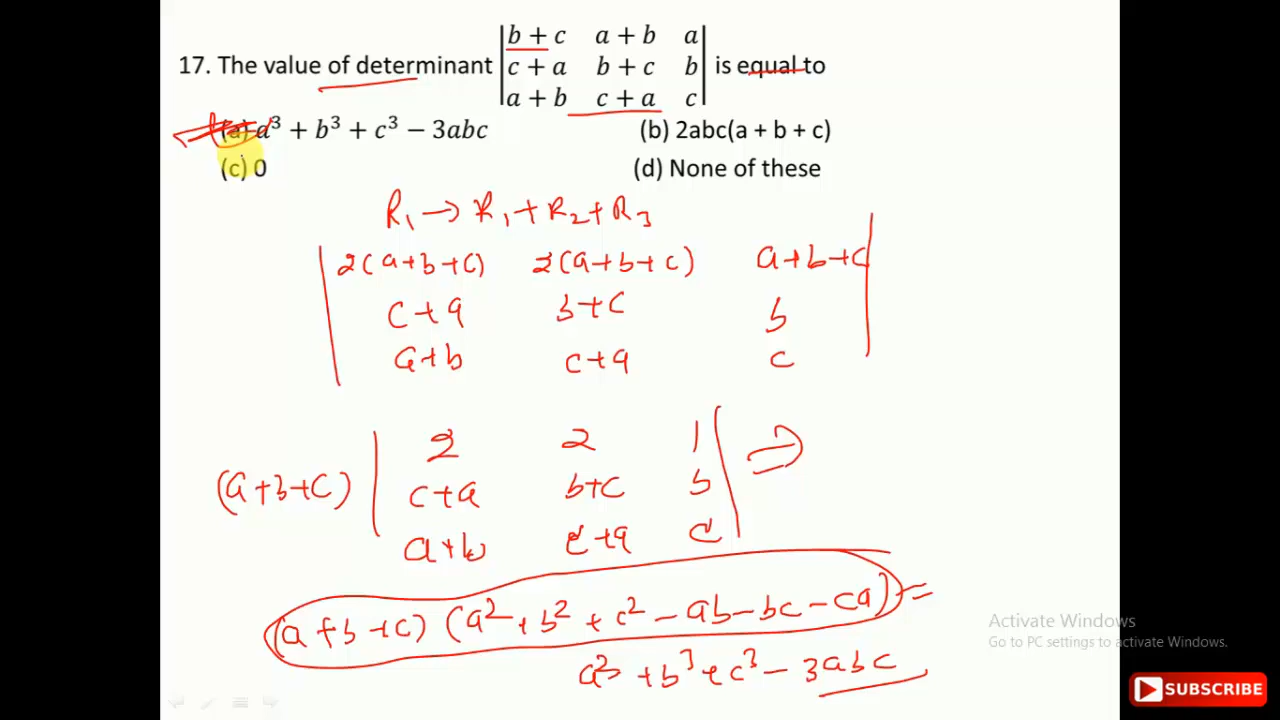 17. The value of determinant |b + c a + b a| is equal to
|c + a b + c b|
|a + b c + a c|
(a) a³ + b³ + c³ − 3abc (b) 2abc(a + b + c)
(c) 0 (d) None of these
R₁ → R₁ + R₂ + R₃
| 2(a+b+c) 2(a+b+c) a+b+c |
c+a b+c b
a+b c+a c
2 2 1
(a+b+c) | c+a b+c b | ⇒
a+b c+a c
(a+b+c) (a² + b² + c² − ab − bc − ca) =
a³ + b³ + c³ − 3abc
Activate Windows
Go to PC settings to activate Windows.
SUBSCRIBE